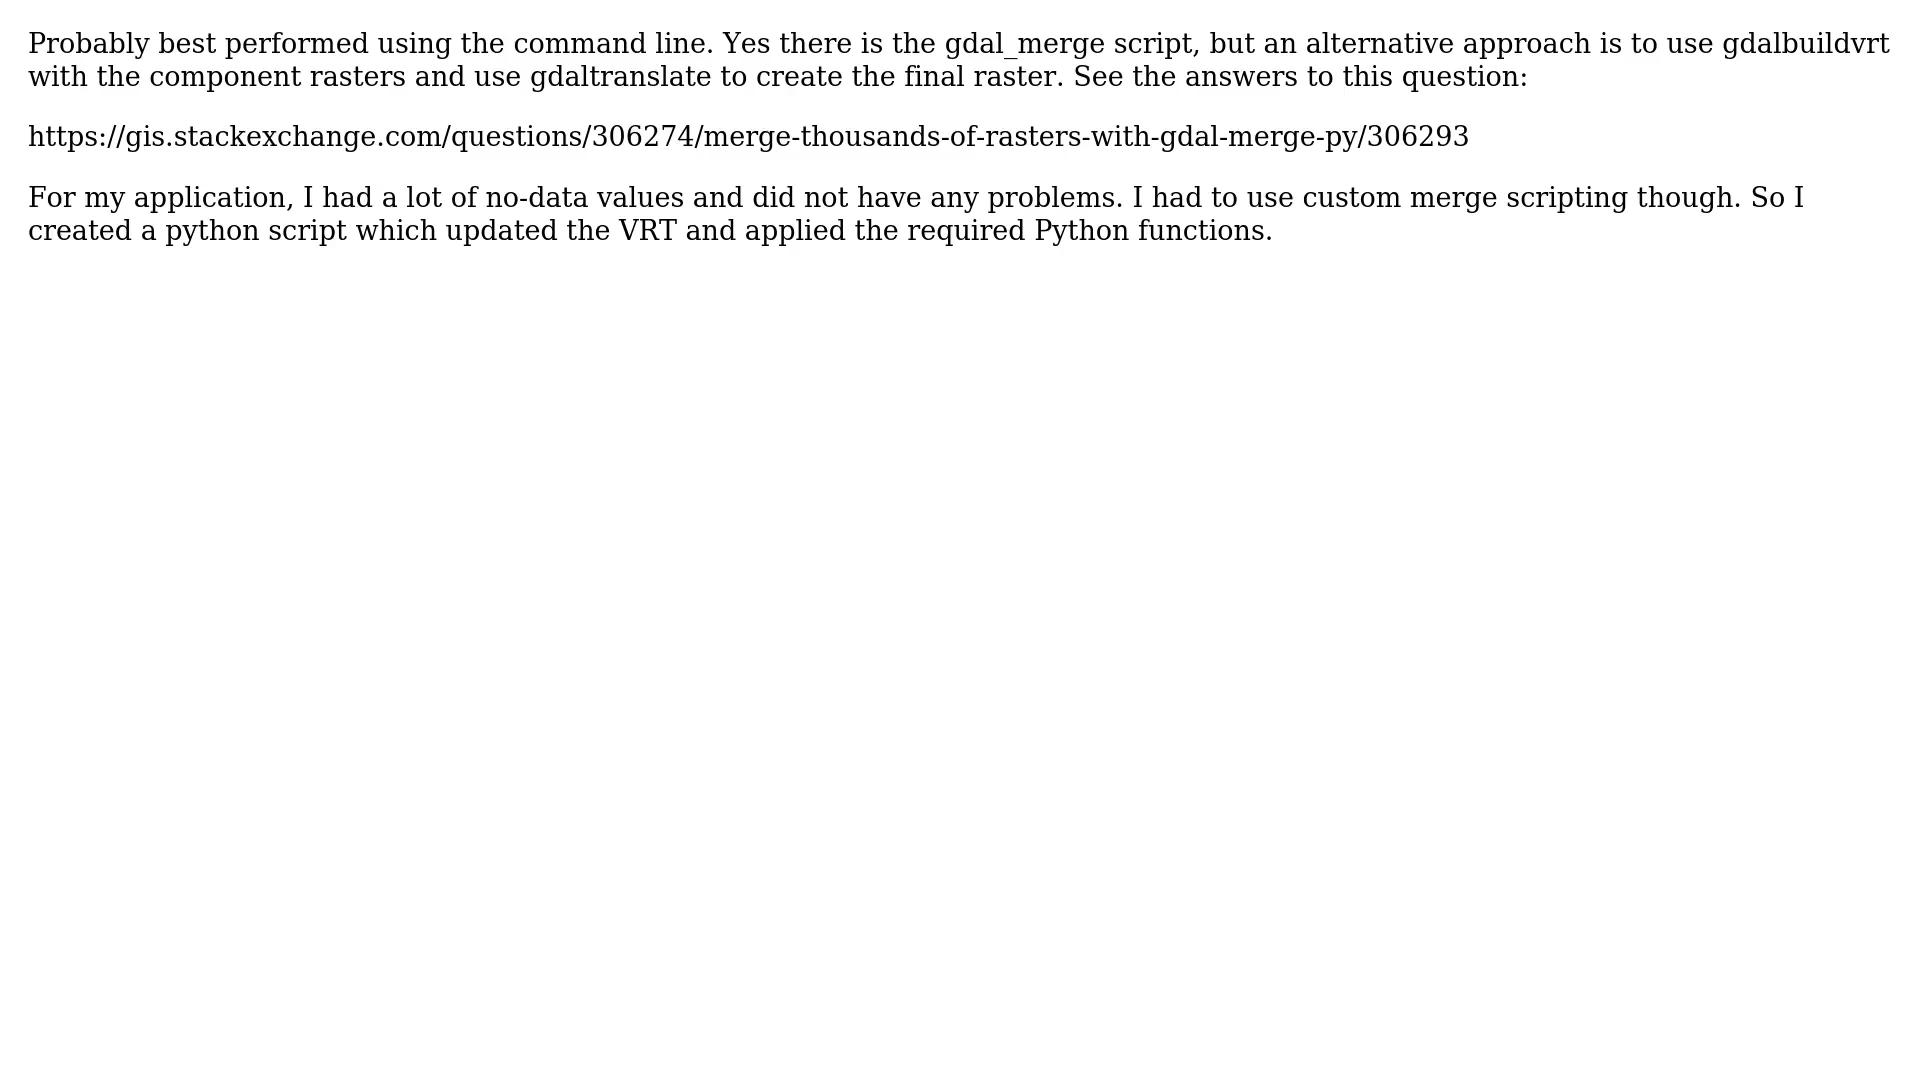 Probably best performed using the command line. Yes there is the gdal_merge script, but an alternative approach is to use gdalbuildvrt
with the component rasters and use gdaltranslate to create the final raster. See the answers to this question:
https://gis.stackexchange.com/questions/306274/merge-thousands-of-rasters-with-gdal-merge-py/306293
For my application, I had a lot of no-data values and did not have any problems. I had to use custom merge scripting though. So I
created a python script which updated the VRT and applied the required Python functions.